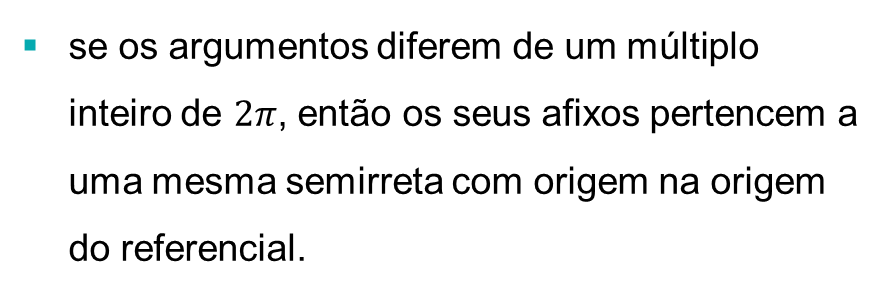 ▪ se os argumentos diferem de um múltiplo
inteiro de 2𝜋, então os seus afixos pertencem a
uma mesma semirreta com origem na origem
do referencial.